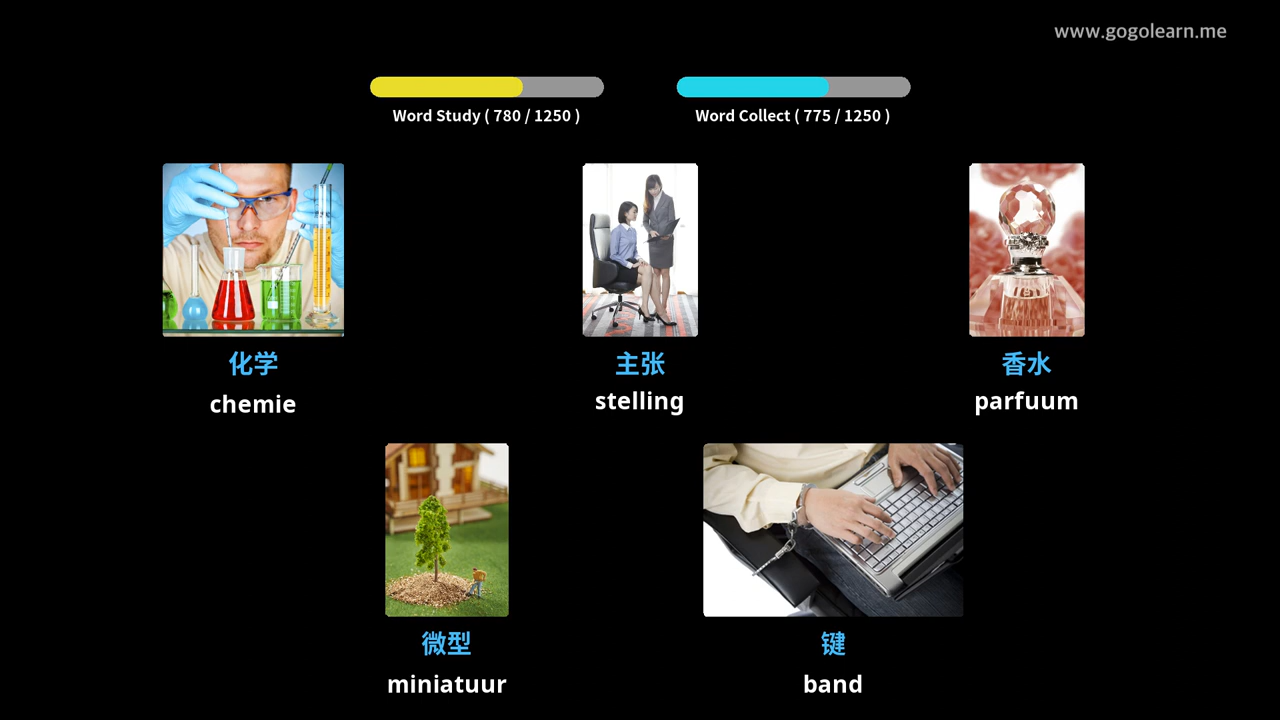 www.gogolearn.me
Word Study ( 780 / 1250 )
Word Collect ( 775 / 1250 )
化学
chemie
主张
stelling
香水
parfuum
微型
miniatuur
键
band